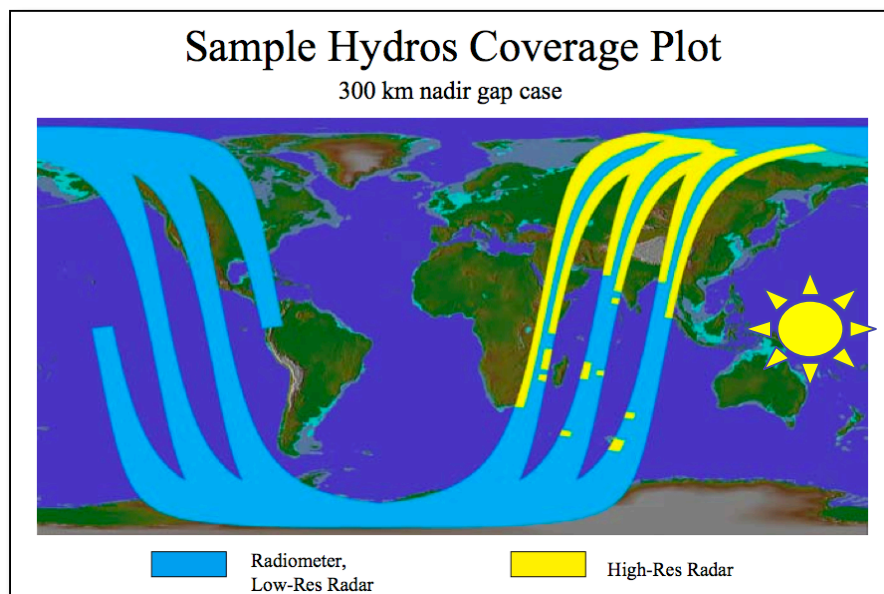 Sample Hydros Coverage Plot
300 km nadir gap case
Radiometer,
Low-Res Radar
High-Res Radar